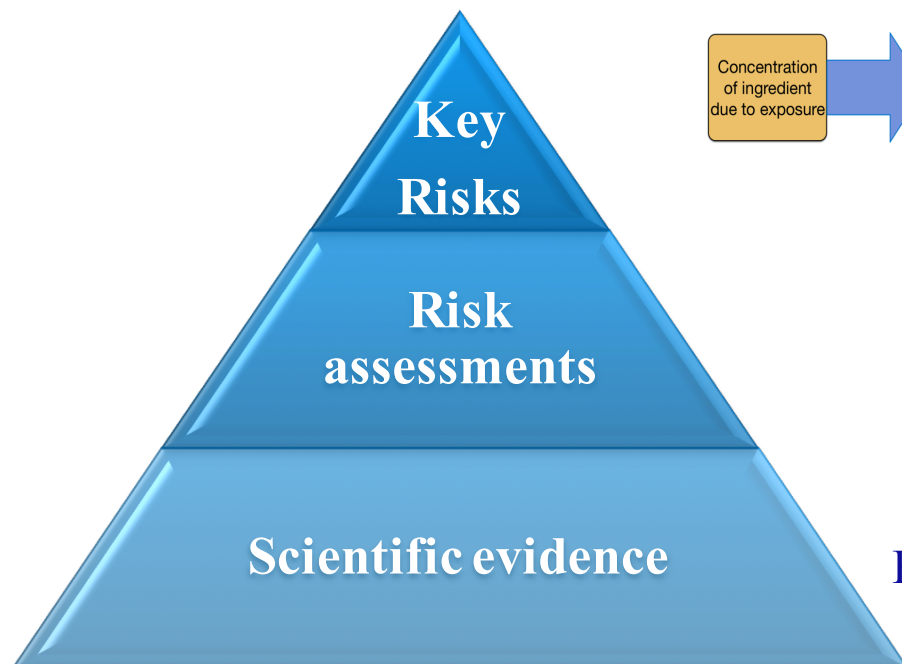 Key
Risks
Concentration
of ingredient
due to exposure
Risk
assessments
Scientific evidence